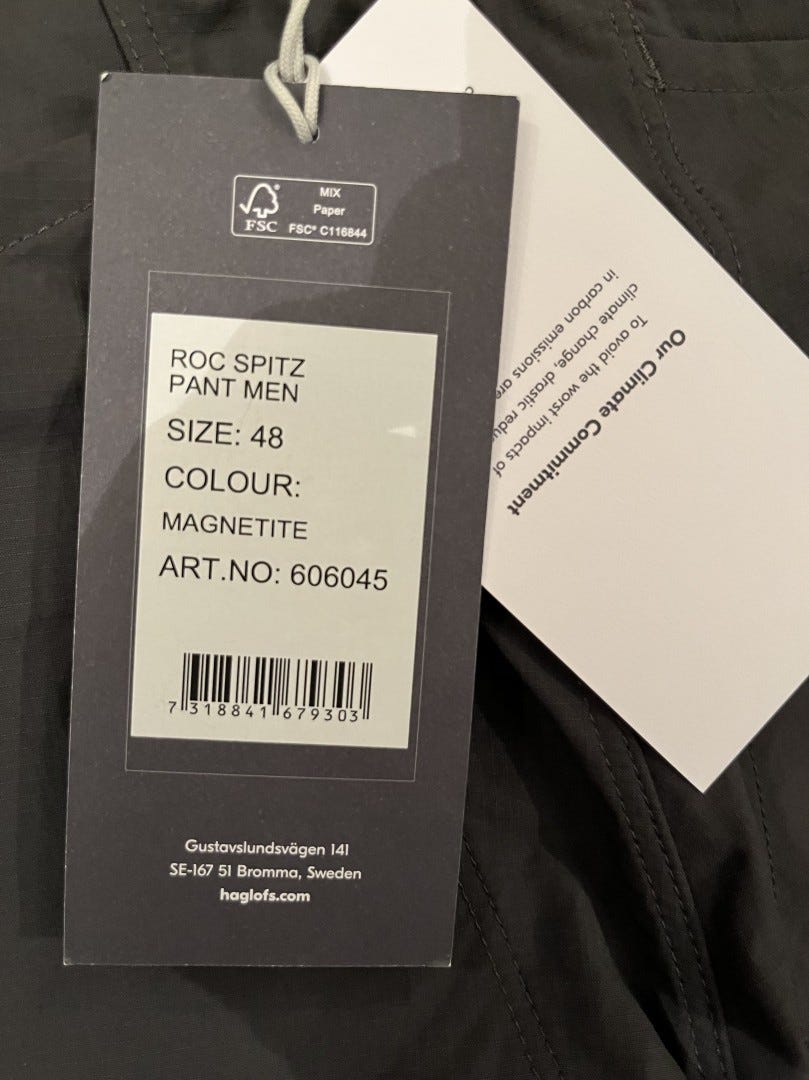 MIX
Paper
FSC® FSC® C116844
ROC SPITZ
PANT MEN
SIZE: 48
COLOUR:
MAGNETITE
ART.NO: 606045
7 318841 679303
Gustavslundsvägen 141
SE-167 51 Bromma, Sweden
haglofs.com
Our Climate Commitment
To avoid the worst impacts of
climate change, drastic
in carbon emissions are